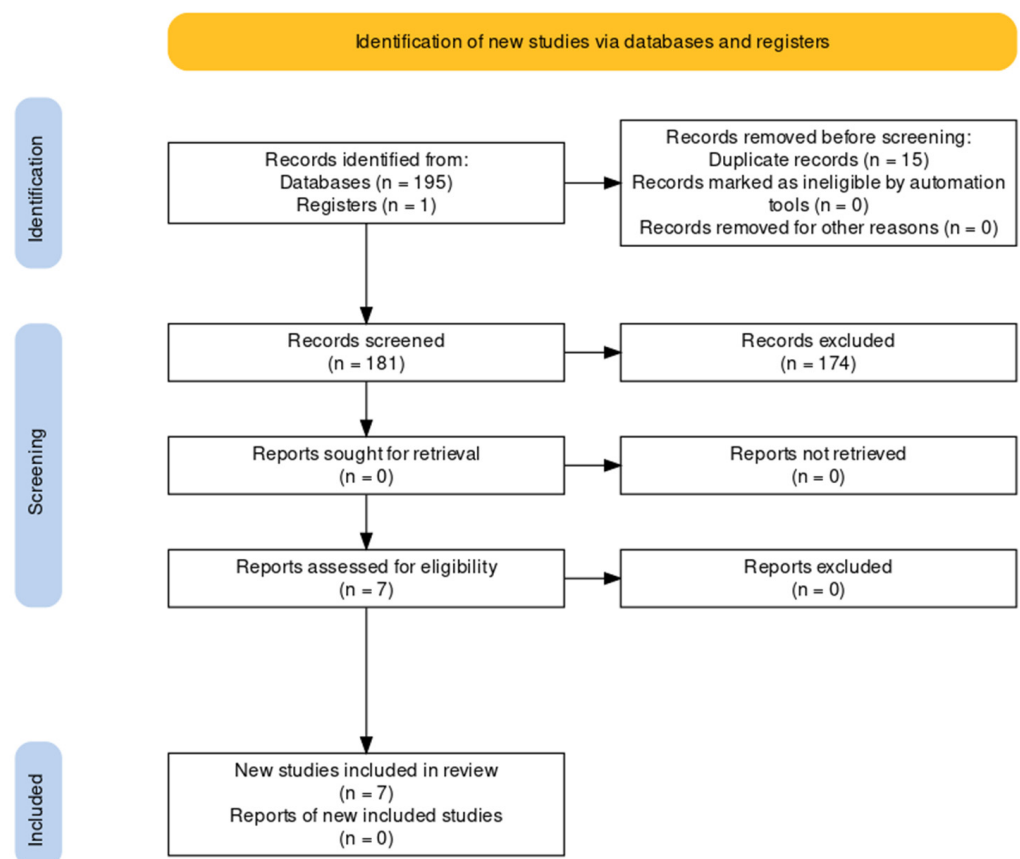 Identification of new studies via databases and registers
Identification
Records identified from:
Databases (n = 195)
Registers (n = 1)
Records removed before screening:
Duplicate records (n = 15)
Records marked as ineligible by automation
tools (n = 0)
Records removed for other reasons (n = 0)
Screening
Records screened
(n = 181)
Records excluded
(n = 174)
Reports sought for retrieval
(n = 0)
Reports not retrieved
(n = 0)
Reports assessed for eligibility
(n = 7)
Reports excluded
(n = 0)
Included
New studies included in review
(n = 7)
Reports of new included studies
(n = 0)